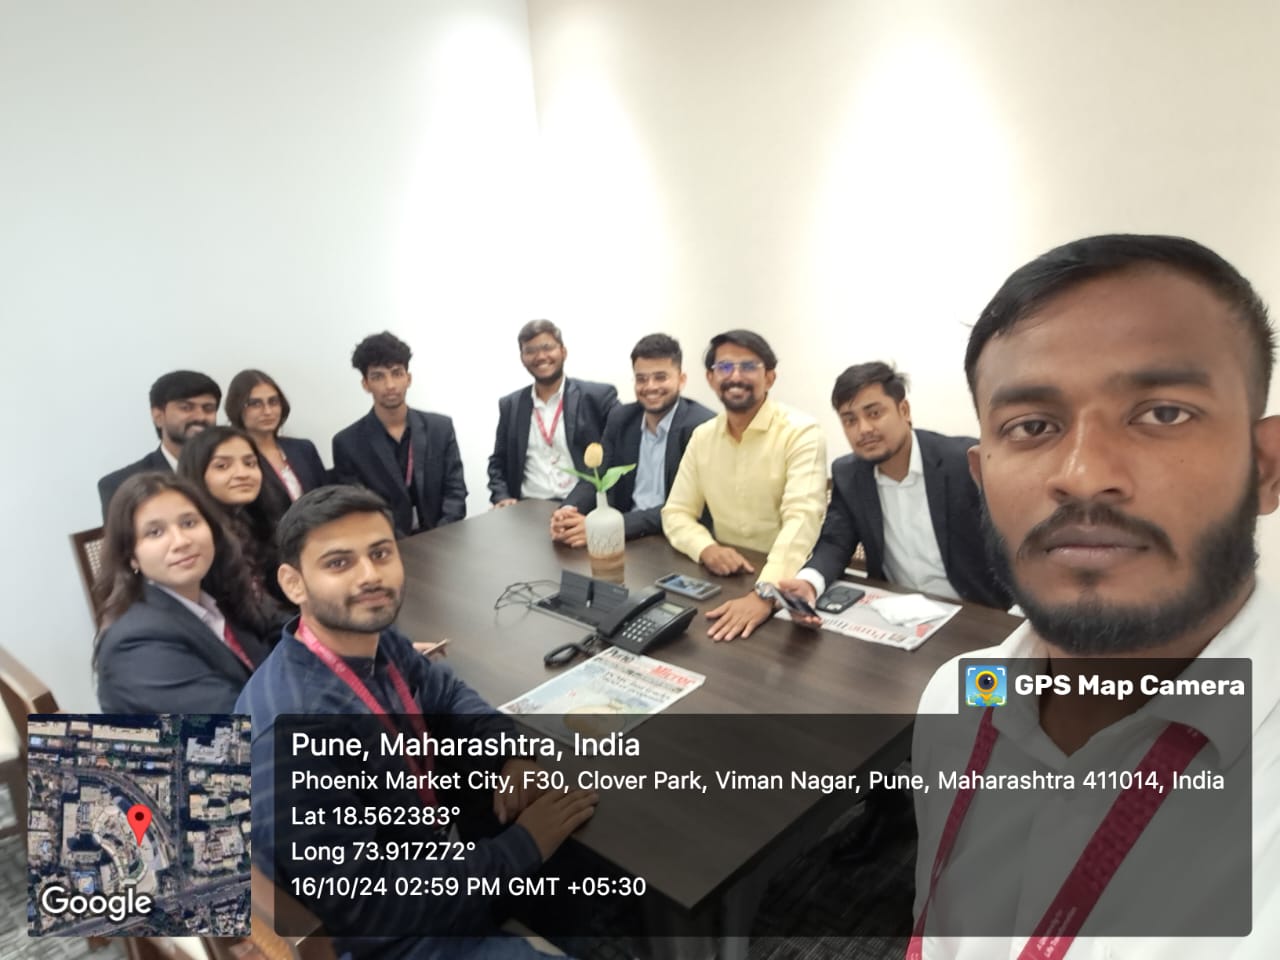 Pune
Mirror
GPS Map Camera
Pune, Maharashtra, India
Phoenix Market City, F30, Clover Park, Viman Nagar, Pune, Maharashtra 411014, India
Lat 18.562383°
Long 73.917272°
16/10/24 02:59 PM GMT +05:30
Google